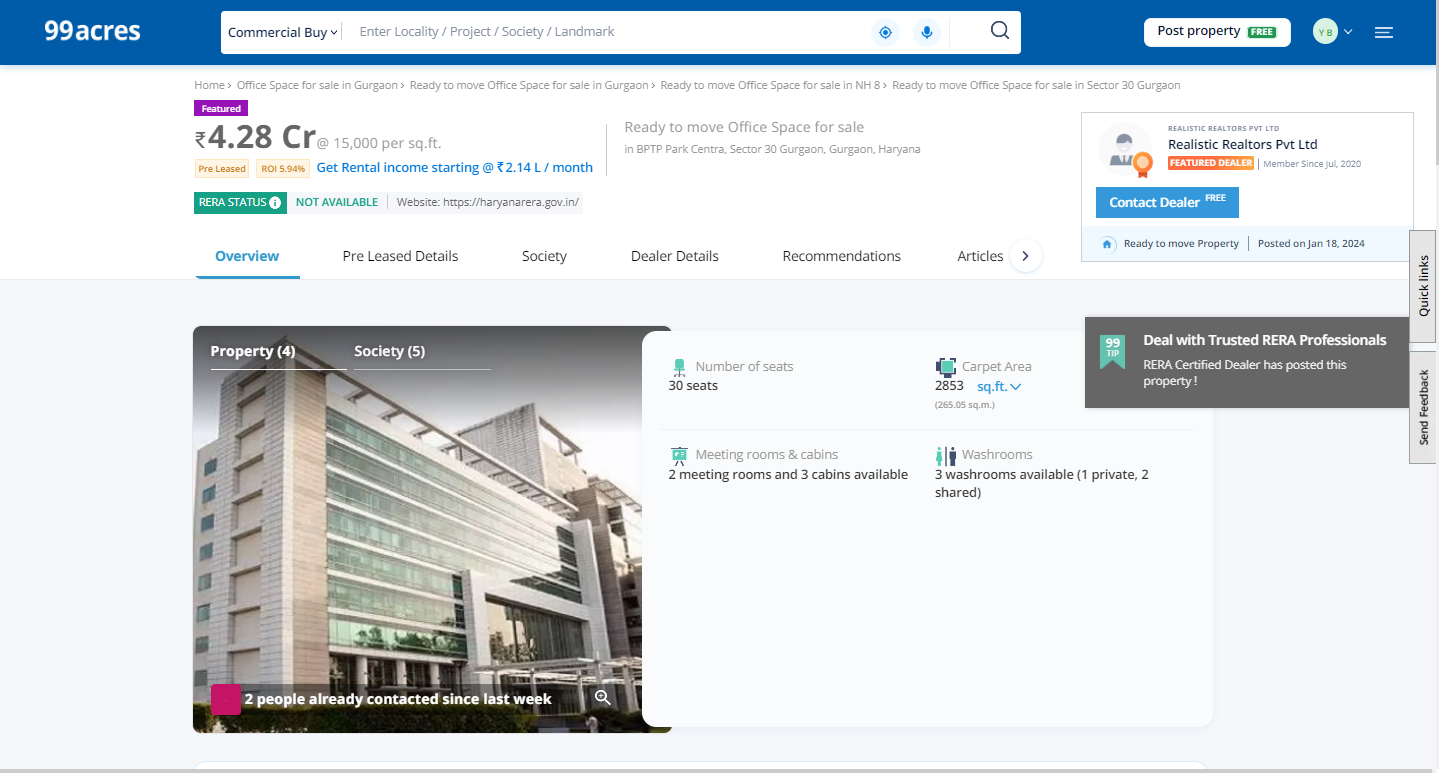 99acres
Commercial Buy
Enter Locality / Project / Society / Landmark
Post property FREE
Y B
Home > Office Space for sale in Gurgaon > Ready to move Office Space for sale in Gurgaon > Ready to move Office Space for sale in NH 8 > Ready to move Office Space for sale in Sector 30 Gurgaon
Featured
₹4.28 Cr @ 15,000 per sq.ft.
Pre Leased ROI 5.94% Get Rental income starting @ ₹2.14 L / month
Ready to move Office Space for sale
in BPTP Park Centra, Sector 30 Gurgaon, Gurgaon, Haryana
RERA STATUS i NOT AVAILABLE Website: https://haryanarera.gov.in/
REALISTIC REALTORS PVT LTD
Realistic Realtors Pvt Ltd
FEATURED DEALER Member Since Jul, 2020
Contact Dealer FREE
Ready to move Property Posted on Jan 18, 2024
Overview Pre Leased Details Society Dealer Details Recommendations Articles
Quick links
Send Feedback
Property (4) Society (5)
2 people already contacted since last week
Number of seats
30 seats
Carpet Area
2853 sq.ft.
(265.05 sq.m.)
Meeting rooms & cabins
2 meeting rooms and 3 cabins available
Washrooms
3 washrooms available (1 private, 2
shared)
99
TIP
Deal with Trusted RERA Professionals
RERA Certified Dealer has posted this
property !